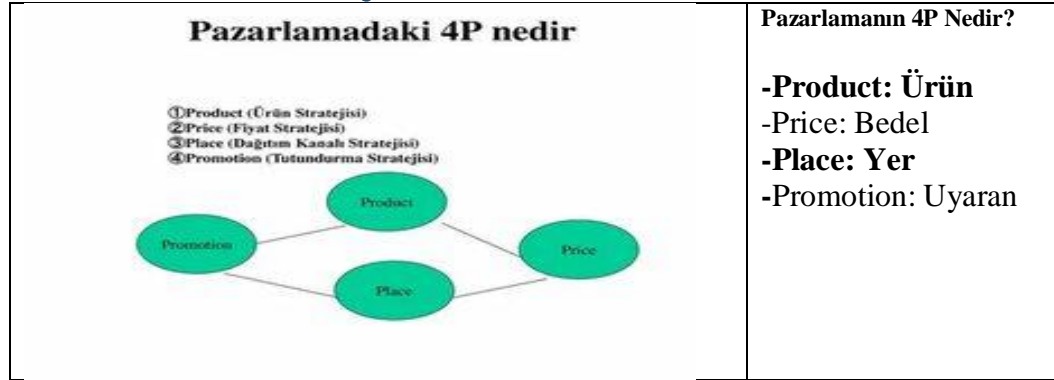 Pazarlamadaki 4P nedir
①Product (Ürün Stratejisi)
②Price (Fiyat Stratejisi)
③Place (Dağıtım Kanalı Stratejisi)
④Promotion (Tutundurma Stratejisi)
Product
Promotion
Price
Place
Pazarlamanın 4P Nedir?
-Product: Ürün
-Price: Bedel
-Place: Yer
-Promotion: Uyaran